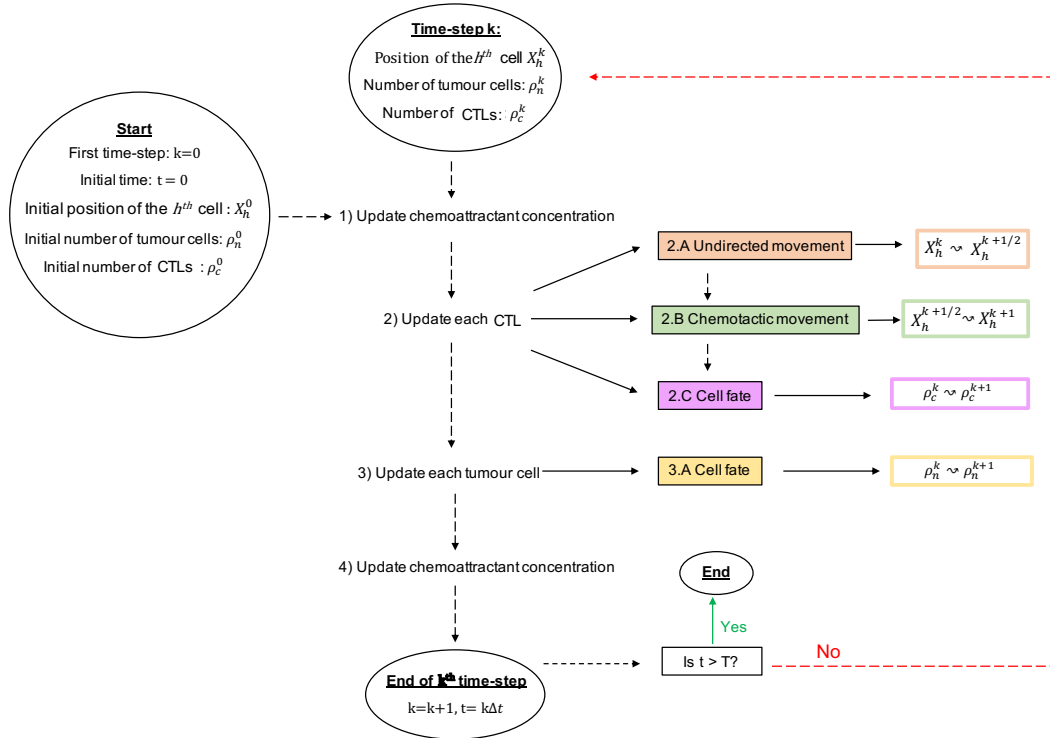 Time-step k:
Position of the h^{th} cell X_h^k
Number of tumour cells: ρ_n^k
Number of CTLs: ρ_c^k
Start
First time-step: k=0
Initial time: t = 0
Initial position of the h^{th} cell : X_h^0
Initial number of tumour cells: ρ_n^0
Initial number of CTLs : ρ_c^0
1) Update chemoattractant concentration
2) Update each CTL
2.A Undirected movement
X_h^k ⤳ X_h^{k+1/2}
2.B Chemotactic movement
X_h^{k+1/2} ⤳ X_h^{k+1}
2.C Cell fate
ρ_c^k ⤳ ρ_c^{k+1}
3) Update each tumour cell
3.A Cell fate
ρ_n^k ⤳ ρ_n^{k+1}
4) Update chemoattractant concentration
End
Yes
Is t > T?
No
End of k^{th} time-step
k=k+1, t= kΔt